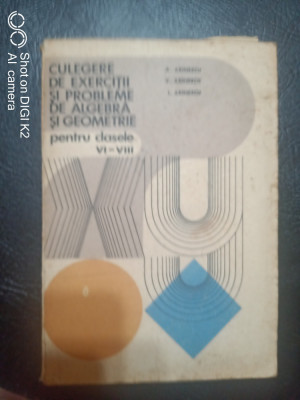 CULEGERE
DE EXERCIȚII
ȘI PROBLEME
DE ALGEBRĂ
ȘI GEOMETRIE
pentru clasele
VI-VIII
Shot on DIGI K2
AI camera